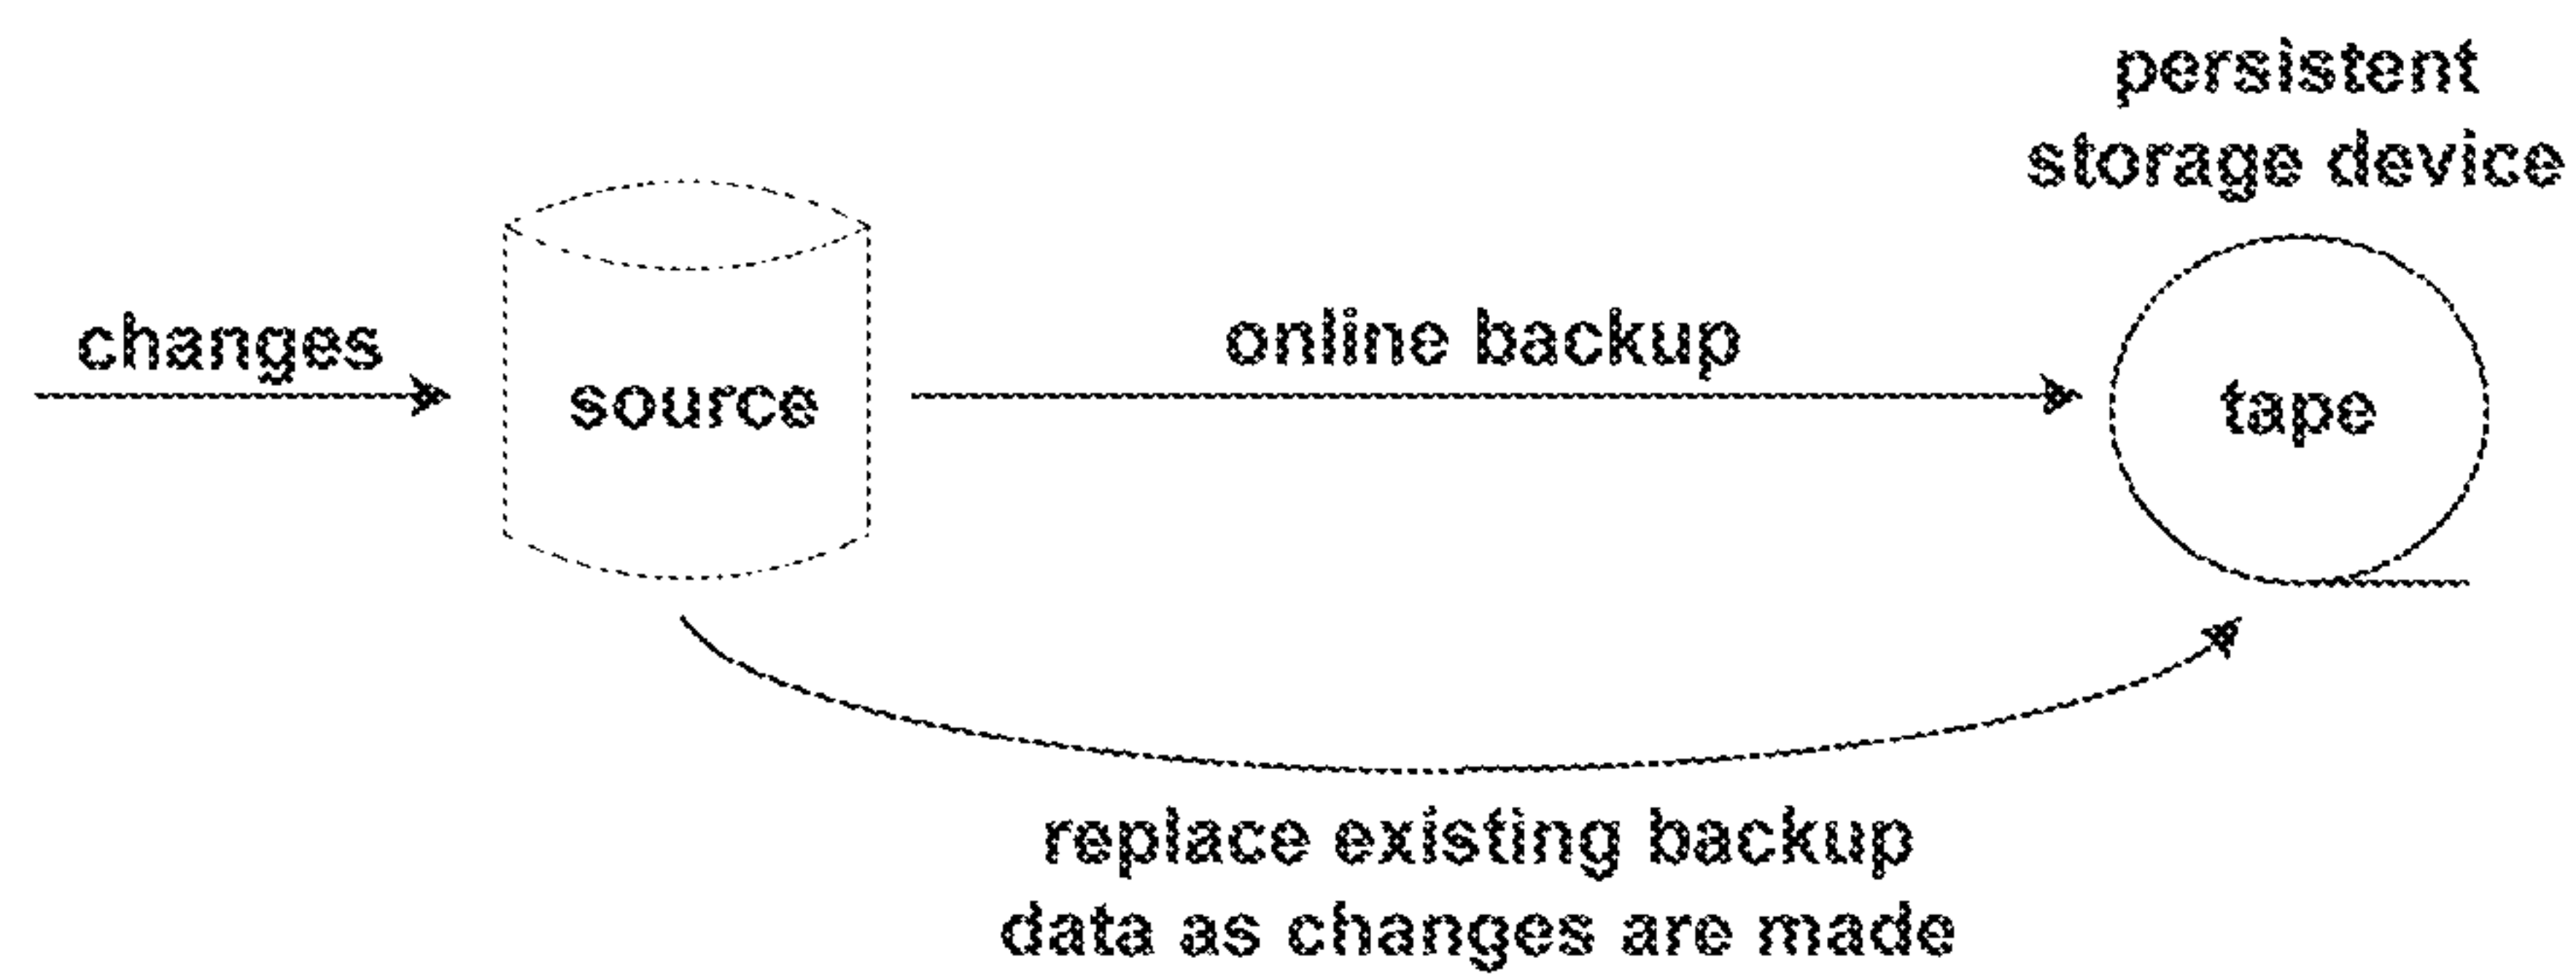 persistent
storage device
changes
online backup
source
tape
replace existing backup
data as changes are made